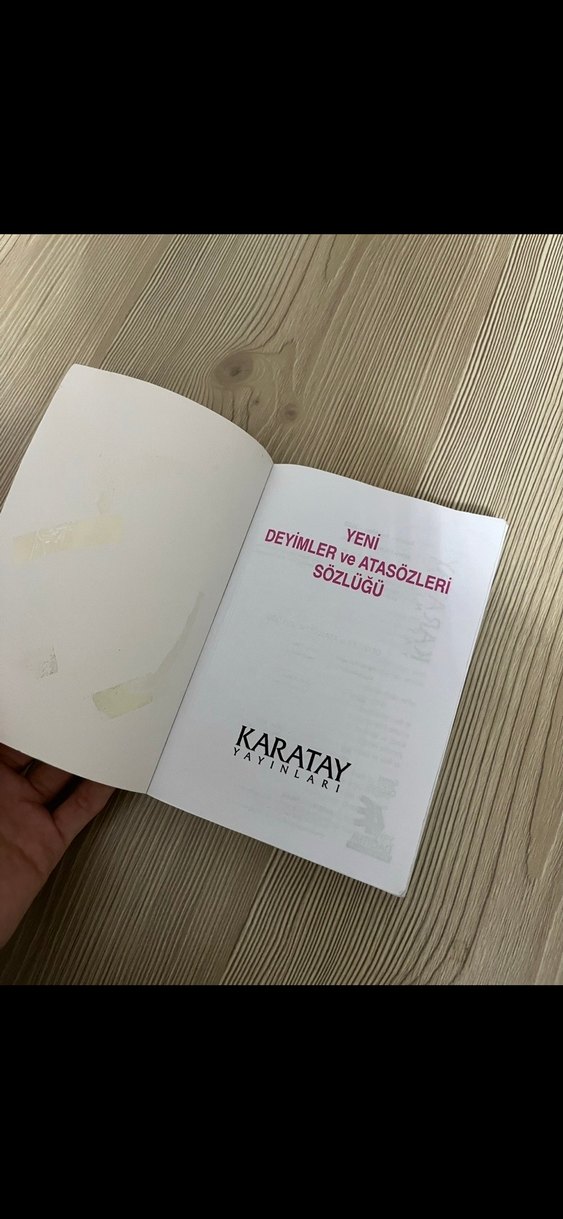 YENİ
DEYİMLER ve ATASÖZLERİ
SÖZLÜĞÜ
KARATAY
YAYINLARI